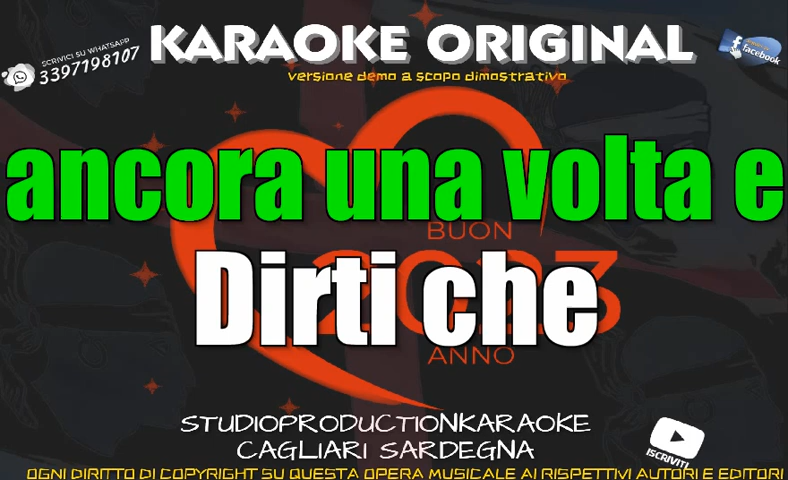 SCRIVICI SU WHATSAPP
3397198107
KARAOKE ORIGINAL
versione demo a scopo dimostrativo
facebook
ancora una volta e
BUON
2023
Dirti che
ANNO
STUDIOPRODUCTIONKARAOKE
CAGLIARI SARDEGNA
ISCRIVITI
OGNI DIRITTO DI COPYRIGHT SU QUESTA OPERA MUSICALE AI RISPETTIVI AUTORI E EDITORI